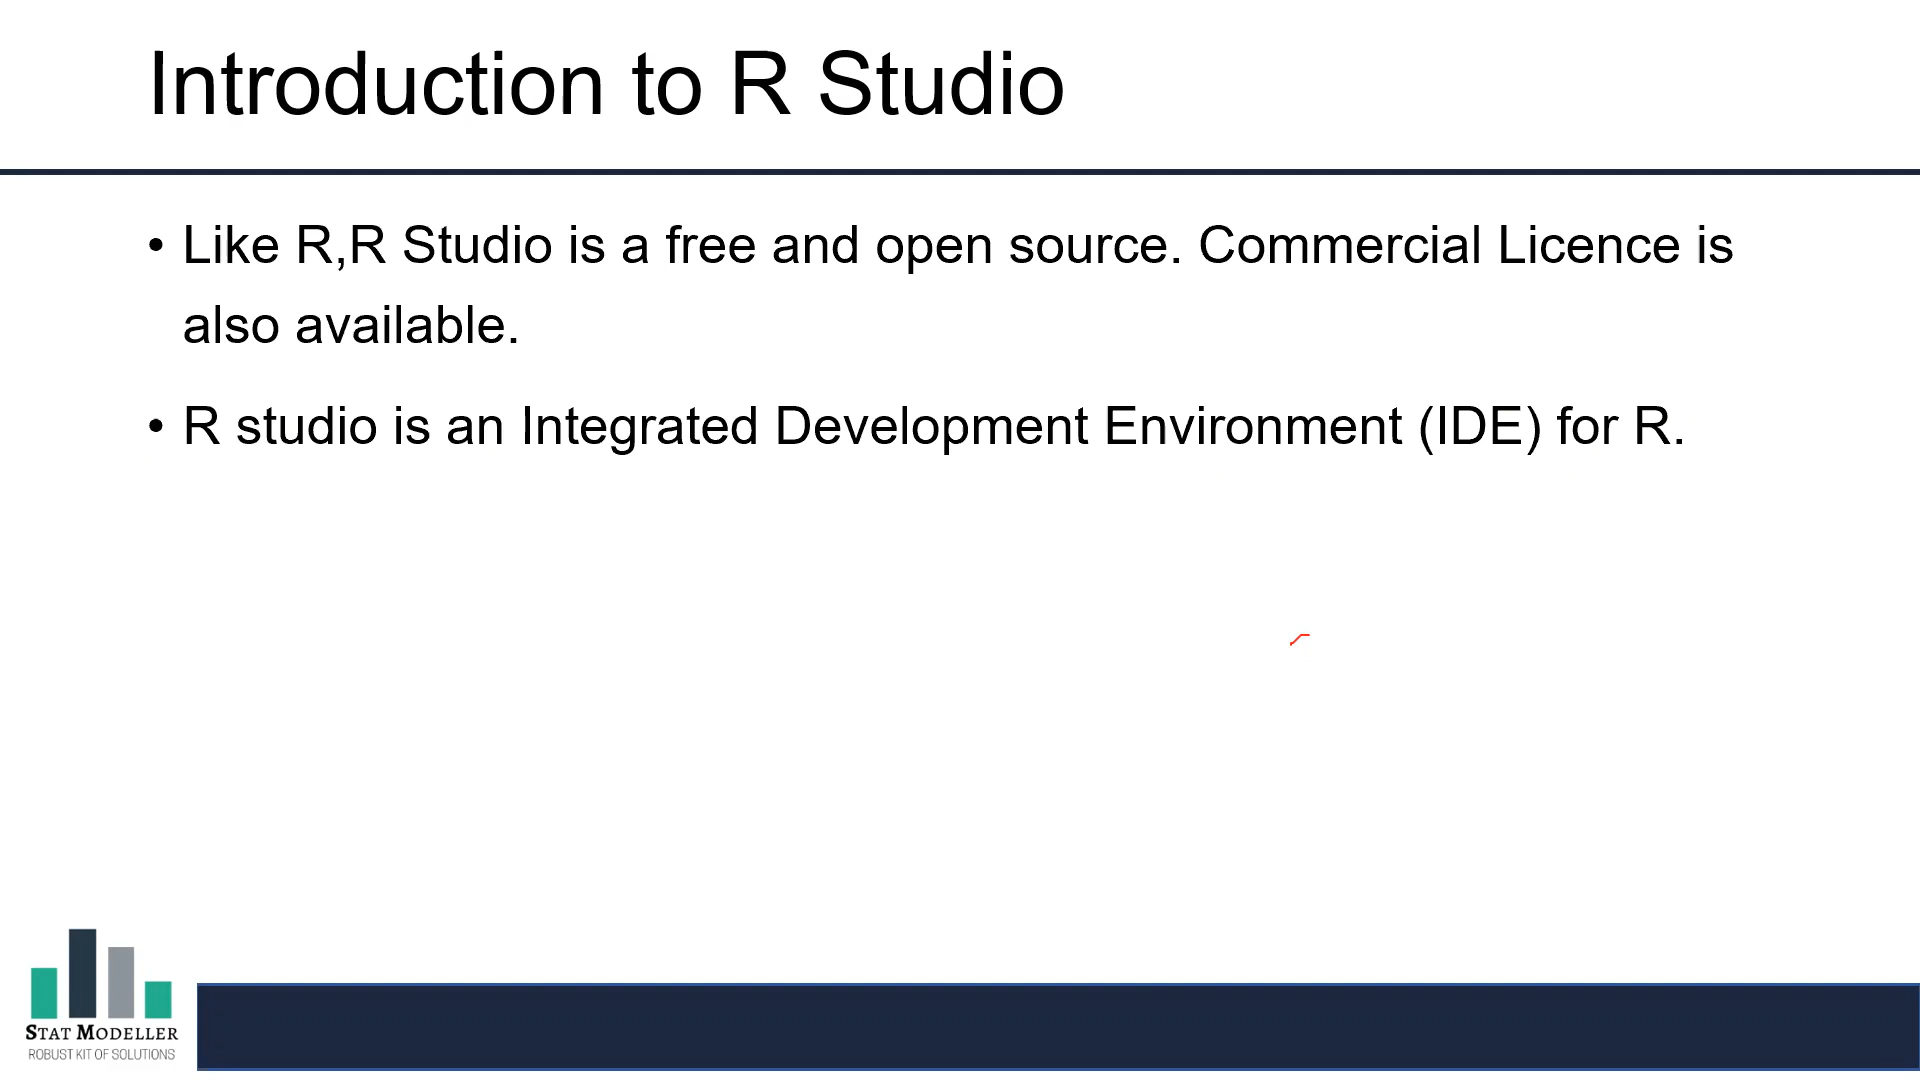 Introduction to R Studio
• Like R,R Studio is a free and open source. Commercial Licence is
also available.
• R studio is an Integrated Development Environment (IDE) for R.
STAT MODELLER
ROBUST KIT OF SOLUTIONS